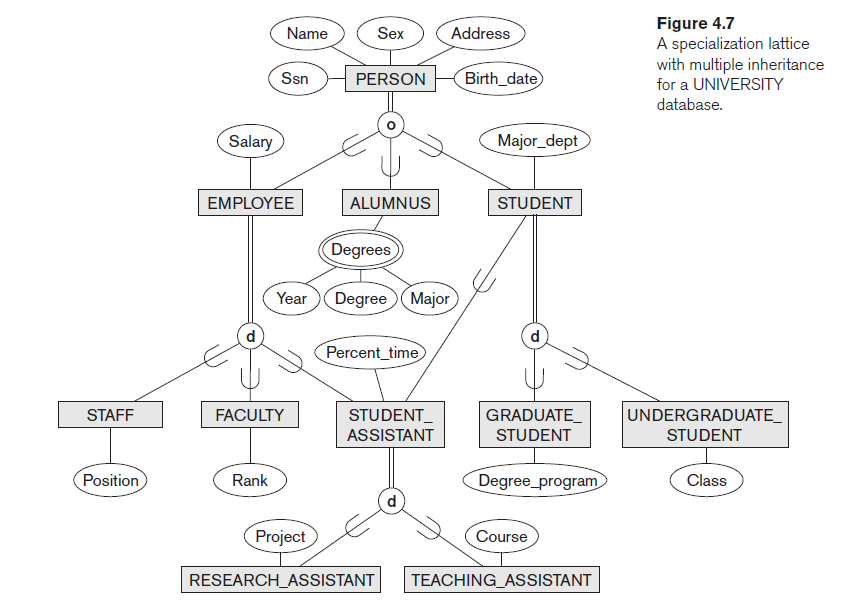 Figure 4.7
A specialization lattice
with multiple inheritance
for a UNIVERSITY
database.
Name
Sex
Address
Ssn
PERSON
Birth_date
o
Salary
Major_dept
EMPLOYEE
ALUMNUS
STUDENT
Degrees
Year
Degree
Major
d
d
Percent_time
STAFF
FACULTY
STUDENT_
ASSISTANT
GRADUATE_
STUDENT
UNDERGRADUATE_
STUDENT
Position
Rank
Degree_program
Class
d
Project
Course
RESEARCH_ASSISTANT
TEACHING_ASSISTANT